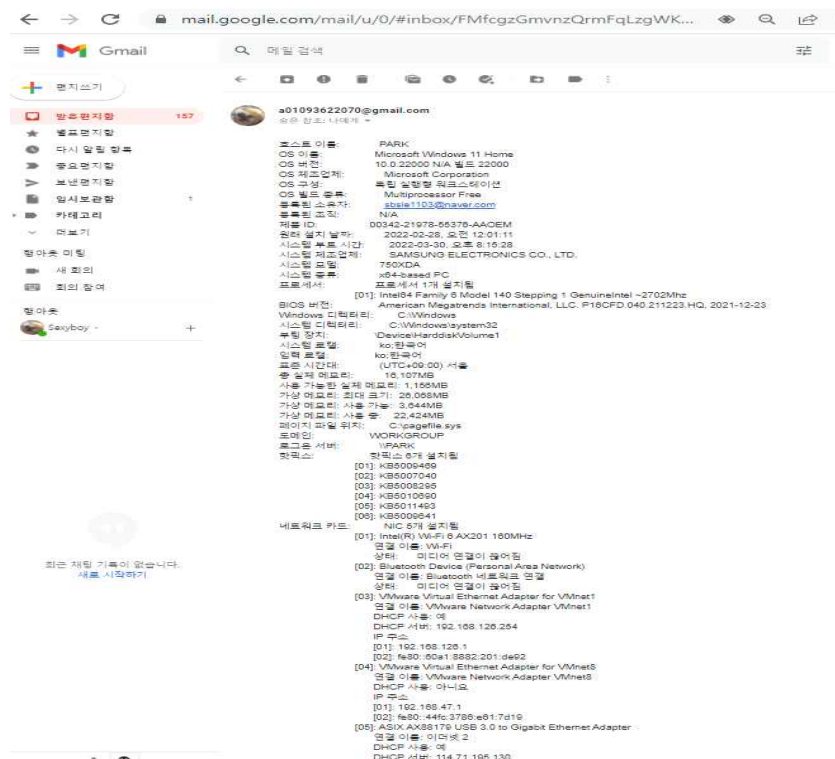 mail.google.com/mail/u/0/#inbox/FMfcgzGmvnzQrmFqLzgWK...
Gmail
메일 검색
편지쓰기
받은편지함 157
별표편지함
다시 알림 항목
중요편지함
보낸편지함
임시보관함 1
카테고리
더보기
행아웃 미팅
새 회의
회의 참여
행아웃
Sexyboy
최근 채팅 기록이 없습니다.
새로 시작하기
a01093622070@gmail.com
숨은 참조: 나에게
호스트 이름: PARK
OS 이름: Microsoft Windows 11 Home
OS 버전: 10.0.22000 N/A 빌드 22000
OS 제조업체: Microsoft Corporation
OS 구성: 독립 실행형 워크스테이션
OS 빌드 종류: Multiprocessor Free
등록된 소유자: sbsie1103@naver.com
등록된 조직: N/A
제품 ID: 00342-21978-55376-AAOEM
원래 설치 날짜: 2022-02-28, 오전 12:01:11
시스템 부트 시간: 2022-03-30, 오후 8:15:28
시스템 제조업체: SAMSUNG ELECTRONICS CO., LTD.
시스템 모델: 750XDA
시스템 종류: x64-based PC
프로세서: 프로세서 1개 설치됨
[01]: Intel64 Family 6 Model 140 Stepping 1 GenuineIntel ~2702Mhz
BIOS 버전: American Megatrends International, LLC. P18CFD.040.211223.HQ, 2021-12-23
Windows 디렉터리: C:\Windows
시스템 디렉터리: C:\Windows\system32
부팅 장치: \Device\HarddiskVolume1
시스템 로캘: ko;한국어
입력 로캘: ko;한국어
표준 시간대: (UTC+09:00) 서울
총 실제 메모리: 16,107MB
사용 가능한 실제 메모리: 1,156MB
가상 메모리: 최대 크기: 26,068MB
가상 메모리: 사용 가능: 3,644MB
가상 메모리: 사용 중: 22,424MB
페이지 파일 위치: C:\pagefile.sys
도메인: WORKGROUP
로그온 서버: \\PARK
핫픽스: 핫픽스 6개 설치됨
[01]: KB5009469
[02]: KB5007040
[03]: KB5008295
[04]: KB5010690
[05]: KB5011493
[06]: KB5009641
네트워크 카드: NIC 5개 설치됨
[01]: Intel(R) Wi-Fi 6 AX201 160MHz
연결 이름: Wi-Fi
상태: 미디어 연결이 끊어짐
[02]: Bluetooth Device (Personal Area Network)
연결 이름: Bluetooth 네트워크 연결
상태: 미디어 연결이 끊어짐
[03]: VMware Virtual Ethernet Adapter for VMnet1
연결 이름: VMware Network Adapter VMnet1
DHCP 사용: 예
DHCP 서버: 192.168.126.254
IP 주소
[01]: 192.168.126.1
[02]: fe80::60a1:8882:201:de92
[04]: VMware Virtual Ethernet Adapter for VMnet8
연결 이름: VMware Network Adapter VMnet8
DHCP 사용: 아니요
IP 주소
[01]: 192.168.47.1
[02]: fe80::44fc:3786:e61:7d19
[05]: ASIX AX88179 USB 3.0 to Gigabit Ethernet Adapter
연결 이름: 이더넷 2
DHCP 사용: 예
DHCP 서버: 114.71.195.130